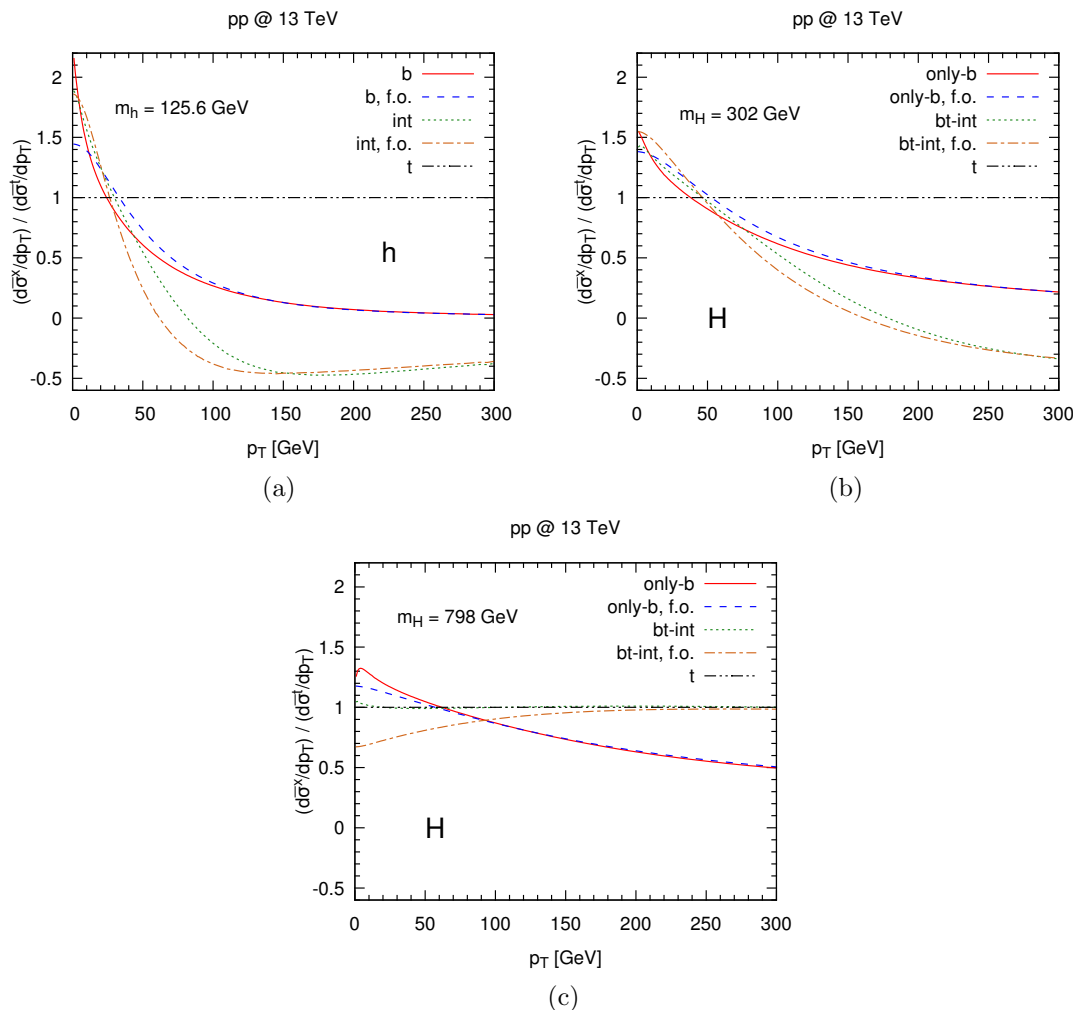 pp @ 13 TeV
(dσ̅ˣ/dp_T) / (dσ̅ᵗ/dp_T)
2
1.5
1
0.5
0
-0.5
m_h = 125.6 GeV
b
b, f.o.
int
int, f.o.
t
h
0 50 100 150 200 250 300
p_T [GeV]
(a)
pp @ 13 TeV
(dσ̅ˣ/dp_T) / (dσ̅ᵗ/dp_T)
2
1.5
1
0.5
0
-0.5
m_H = 302 GeV
only-b
only-b, f.o.
bt-int
bt-int, f.o.
t
H
0 50 100 150 200 250 300
p_T [GeV]
(b)
pp @ 13 TeV
(dσ̅ˣ/dp_T) / (dσ̅ᵗ/dp_T)
2
1.5
1
0.5
0
-0.5
m_H = 798 GeV
only-b
only-b, f.o.
bt-int
bt-int, f.o.
t
H
0 50 100 150 200 250 300
p_T [GeV]
(c)